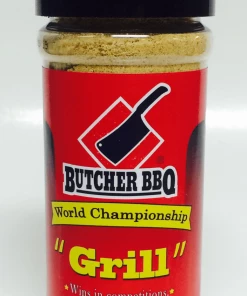 BUTCHER BBQ
®
World Championship
"Grill"
Wins in competitions.